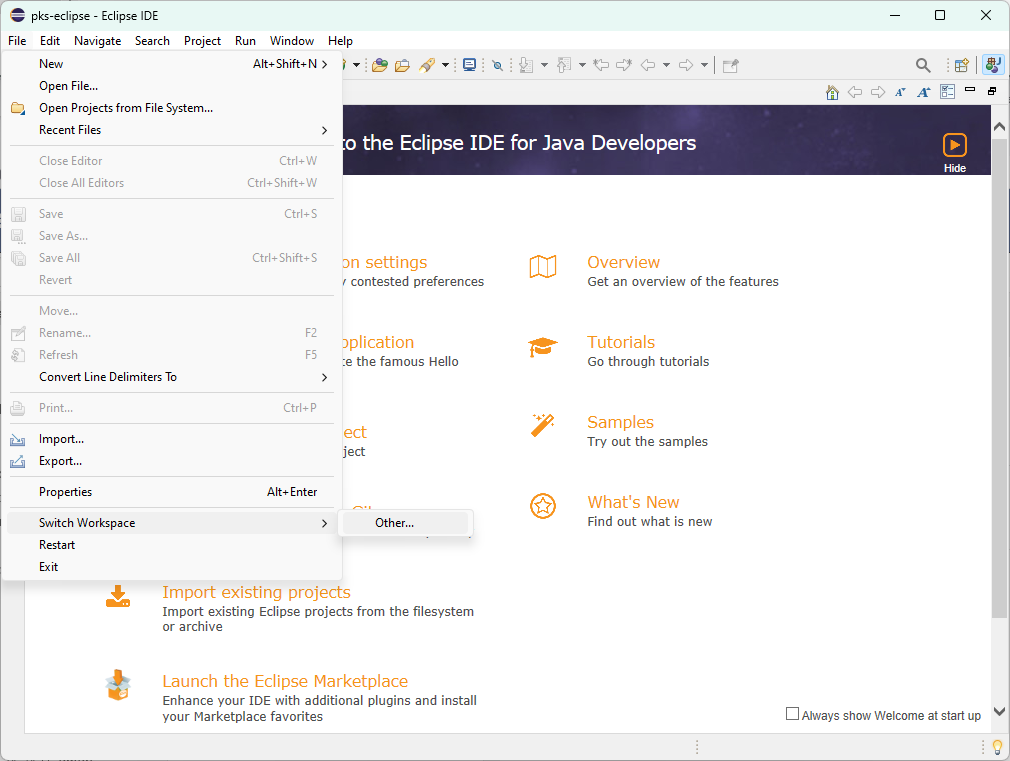 pks-eclipse - Eclipse IDE
File Edit Navigate Search Project Run Window Help
New Alt+Shift+N
Open File...
Open Projects from File System...
Recent Files
Close Editor Ctrl+W
Close All Editors Ctrl+Shift+W
Save Ctrl+S
Save As...
Save All Ctrl+Shift+S
Revert
Move...
Rename... F2
Refresh F5
Convert Line Delimiters To
Print... Ctrl+P
Import...
Export...
Properties Alt+Enter
Switch Workspace
Other...
Restart
Exit
to the Eclipse IDE for Java Developers
Hide
settings
contested preferences
the famous Hello
Overview
Get an overview of the features
Tutorials
Go through tutorials
Samples
Try out the samples
What's New
Find out what is new
Import existing projects
Import existing Eclipse projects from the filesystem
or archive
Launch the Eclipse Marketplace
Enhance your IDE with additional plugins and install
your Marketplace favorites
Always show Welcome at start up